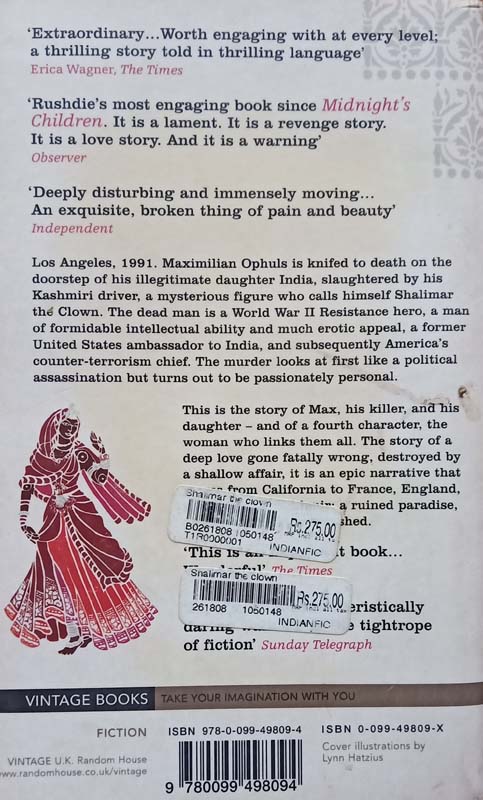 ‘Extraordinary...Worth engaging with at every level;
a thrilling story told in thrilling language’
Erica Wagner, The Times
‘Rushdie’s most engaging book since Midnight’s
Children. It is a lament. It is a revenge story.
It is a love story. And it is a warning’
Observer
‘Deeply disturbing and immensely moving...
An exquisite, broken thing of pain and beauty’
Independent
Los Angeles, 1991. Maximilian Ophuls is knifed to death on the
doorstep of his illegitimate daughter India, slaughtered by his
Kashmiri driver, a mysterious figure who calls himself Shalimar
the Clown. The dead man is a World War II Resistance hero, a man
of formidable intellectual ability and much erotic appeal, a former
United States ambassador to India, and subsequently America’s
counter-terrorism chief. The murder looks at first like a political
assassination but turns out to be passionately personal.
This is the story of Max, his killer, and his
daughter – and of a fourth character, the
woman who links them all. The story of a
deep love gone fatally wrong, destroyed by
a shallow affair, it is an epic narrative that
from California to France, England,
a ruined paradise,
Shalimar the clown
Rs.275.00
B0261808 1050148
T1R0000001
INDIANFIC
‘This is an book...
The Times
Shalimar the clown
Rs.275.00
261808 1050148
INDIANFIC
daring tightrope
of fiction’ Sunday Telegraph
VINTAGE BOOKS TAKE YOUR IMAGINATION WITH YOU
FICTION
ISBN 978-0-099-49809-4
ISBN 0-099-49809-X
VINTAGE U.K. Random House
www.randomhouse.co.uk/vintage
Cover illustrations by
Lynn Hatzius
9 780099 498094